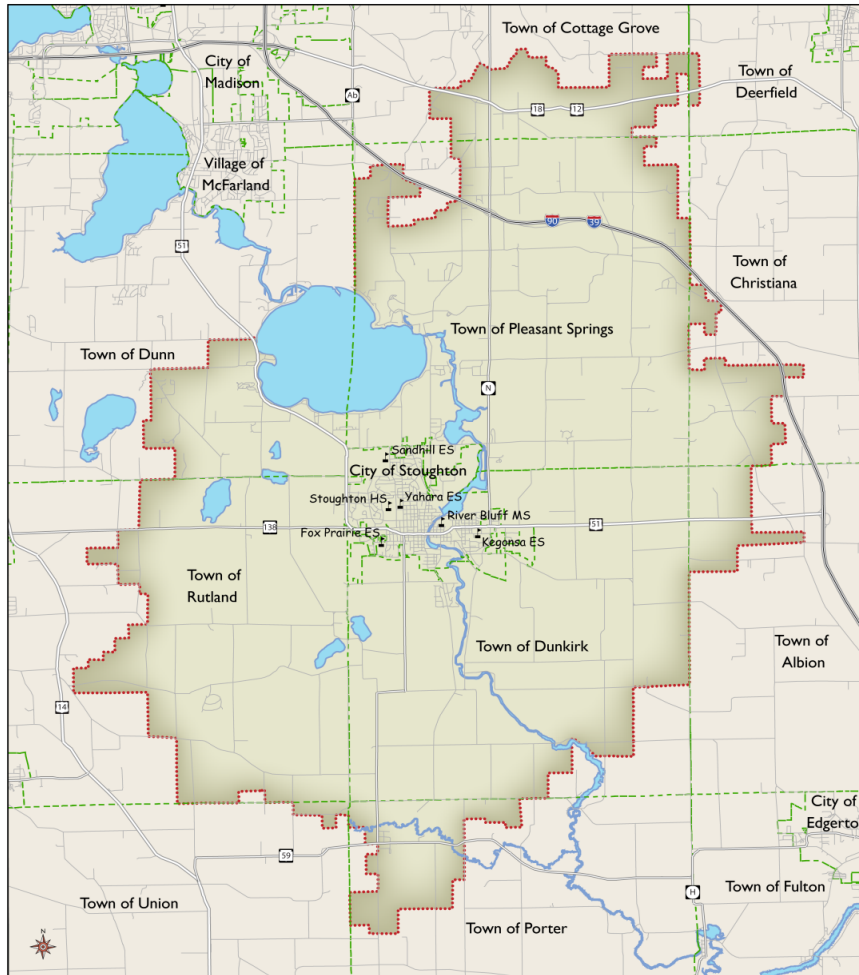 Town of Cottage Grove
City of
Madison
Town of
Deerfield
Ab
18
12
Village of
McFarland
90
39
51
Town of
Christiana
Town of Pleasant Springs
Town of Dunn
N
Sandhill ES
City of Stoughton
Stoughton HS
Yahara ES
River Bluff MS
138
51
Fox Prairie ES
Kegonsa ES
Town of
Rutland
Town of Dunkirk
Town of
Albion
14
City of
Edgerto
59
H
Town of Fulton
Town of Union
Town of Porter